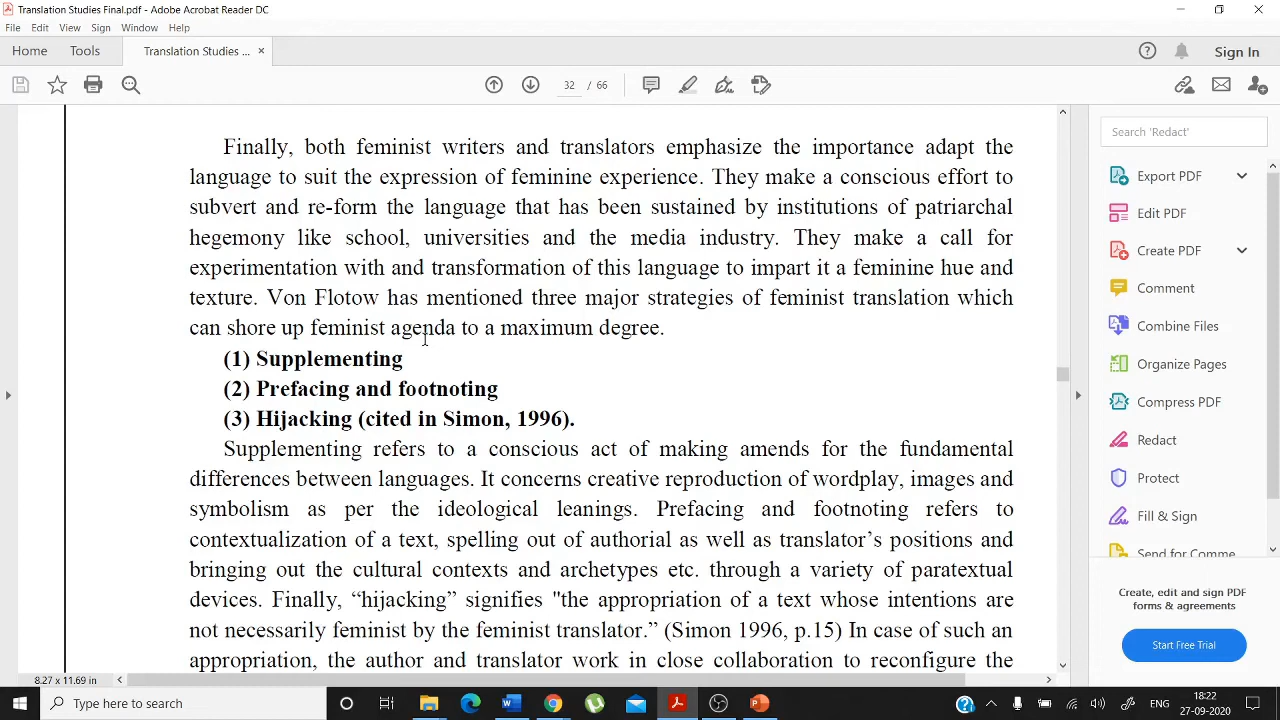 Translation Studies Final.pdf - Adobe Acrobat Reader DC
File Edit View Sign Window Help
Home Tools Translation Studies ... × Sign In
32 / 66
Search 'Redact'
Finally, both feminist writers and translators emphasize the importance adapt the
language to suit the expression of feminine experience. They make a conscious effort to
subvert and re-form the language that has been sustained by institutions of patriarchal
hegemony like school, universities and the media industry. They make a call for
experimentation with and transformation of this language to impart it a feminine hue and
texture. Von Flotow has mentioned three major strategies of feminist translation which
can shore up feminist agenda to a maximum degree.
(1) Supplementing
(2) Prefacing and footnoting
(3) Hijacking (cited in Simon, 1996).
Supplementing refers to a conscious act of making amends for the fundamental
differences between languages. It concerns creative reproduction of wordplay, images and
symbolism as per the ideological leanings. Prefacing and footnoting refers to
contextualization of a text, spelling out of authorial as well as translator’s positions and
bringing out the cultural contexts and archetypes etc. through a variety of paratextual
devices. Finally, “hijacking” signifies "the appropriation of a text whose intentions are
not necessarily feminist by the feminist translator.” (Simon 1996, p.15) In case of such an
appropriation, the author and translator work in close collaboration to reconfigure the
Export PDF
Edit PDF
Create PDF
Comment
Combine Files
Organize Pages
Compress PDF
Redact
Protect
Fill & Sign
Send for Comme
Create, edit and sign PDF
forms & agreements
Start Free Trial
8.27 x 11.69 in
Type here to search
ENG
18:22
27-09-2020